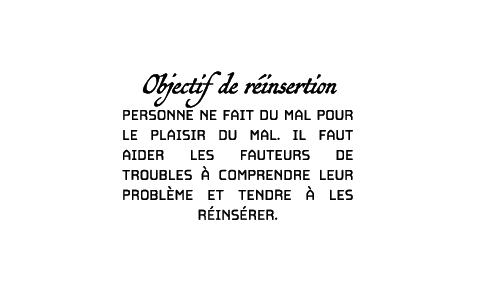 Objectif de réinsertion
PERSONNE NE FAIT DU MAL POUR
LE PLAISIR DU MAL. IL FAUT
AIDER LES FAUTEURS DE
TROUBLES À COMPRENDRE LEUR
PROBLÈME ET TENDRE À LES
RÉINSÉRER.